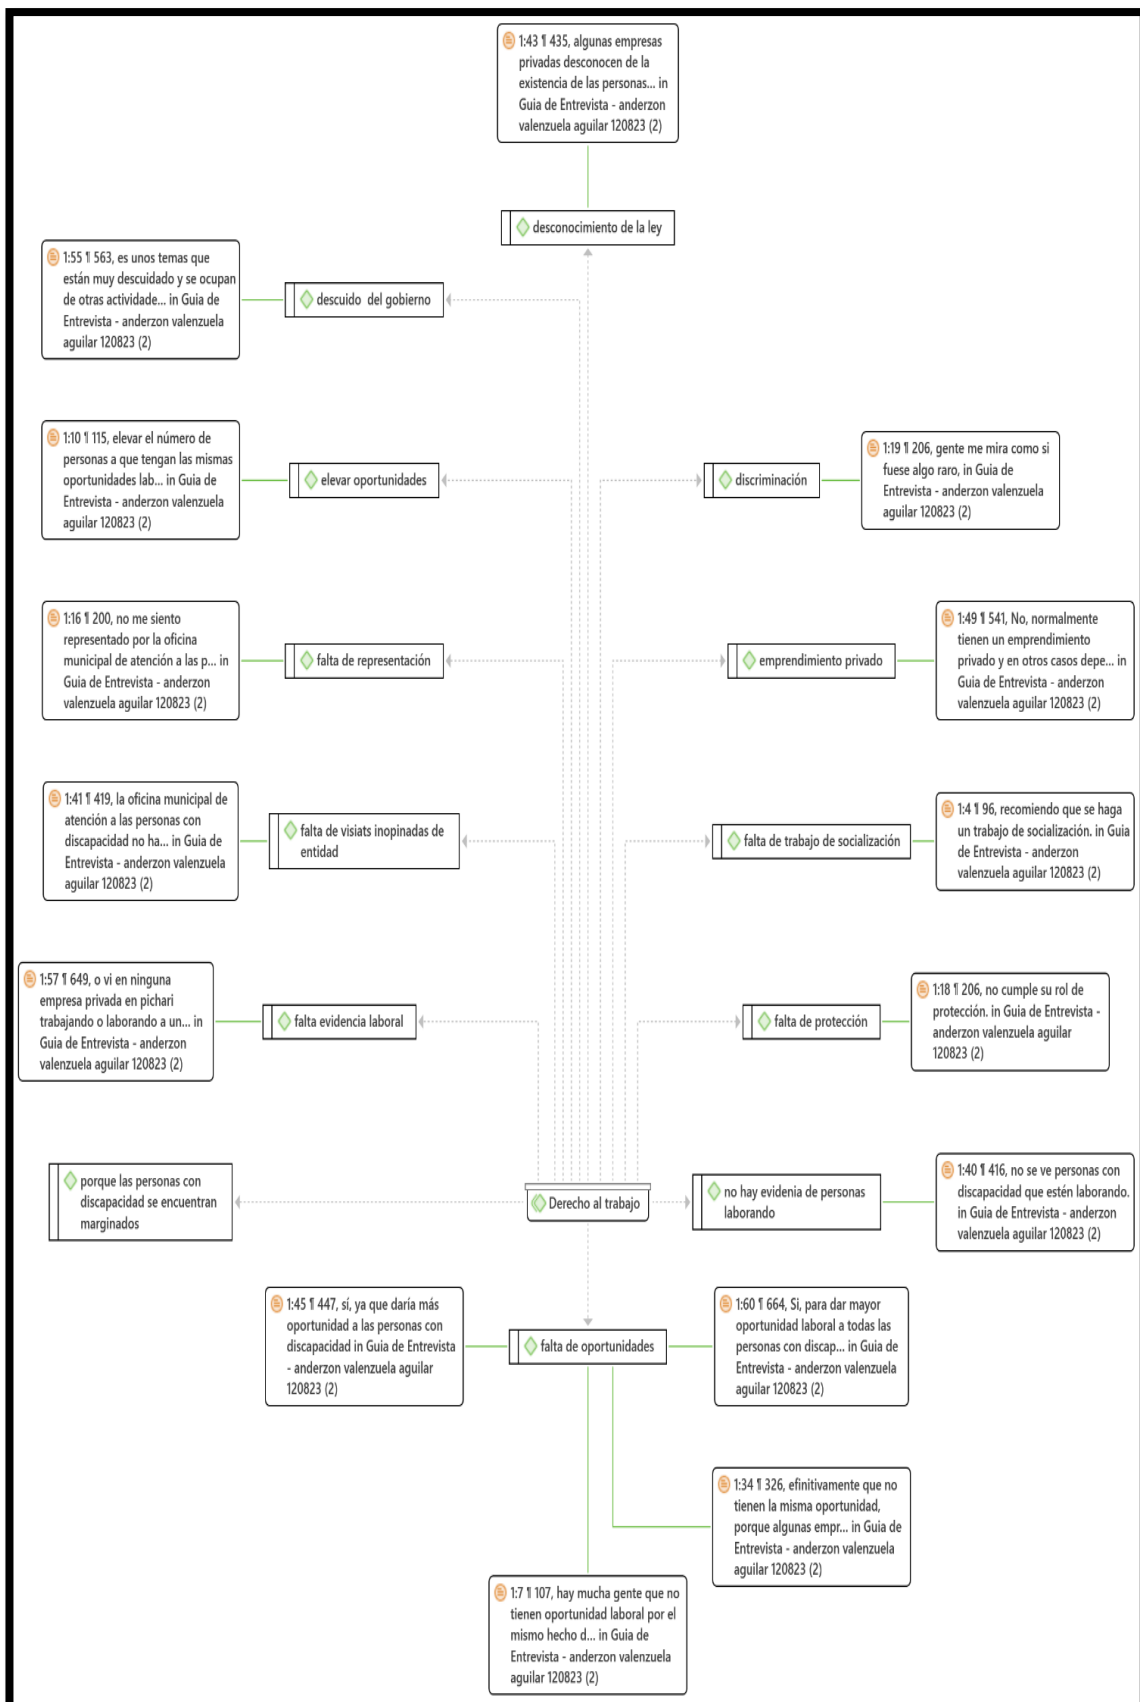 1:43 ¶ 435, algunas empresas
privadas desconocen de la
existencia de las personas... in
Guia de Entrevista - anderzon
valenzuela aguilar 120823 (2)
desconocimiento de la ley
1:55 ¶ 563, es unos temas que
están muy descuidado y se ocupan
de otras actividade... in Guia de
Entrevista - anderzon valenzuela
aguilar 120823 (2)
descuido del gobierno
1:10 ¶ 115, elevar el número de
personas a que tengan las mismas
oportunidades lab... in Guia de
Entrevista - anderzon valenzuela
aguilar 120823 (2)
elevar oportunidades
discriminación
1:19 ¶ 206, gente me mira como si
fuese algo raro, in Guia de
Entrevista - anderzon valenzuela
aguilar 120823 (2)
1:16 ¶ 200, no me siento
representado por la oficina
municipal de atención a las p... in
Guia de Entrevista - anderzon
valenzuela aguilar 120823 (2)
falta de representación
emprendimiento privado
1:49 ¶ 541, No, normalmente
tienen un emprendimiento
privado y en otros casos depe... in
Guia de Entrevista - anderzon
valenzuela aguilar 120823 (2)
1:41 ¶ 419, la oficina municipal de
atención a las personas con
discapacidad no ha... in Guia de
Entrevista - anderzon valenzuela
aguilar 120823 (2)
falta de visiats inopinadas de
entidad
falta de trabajo de socialización
1:4 ¶ 96, recomiendo que se haga
un trabajo de socialización. in Guia
de Entrevista - anderzon
valenzuela aguilar 120823 (2)
1:57 ¶ 649, o vi en ninguna
empresa privada en pichari
trabajando o laborando a un... in
Guia de Entrevista - anderzon
valenzuela aguilar 120823 (2)
falta evidencia laboral
falta de protección
1:18 ¶ 206, no cumple su rol de
protección. in Guia de Entrevista -
anderzon valenzuela aguilar
120823 (2)
porque las personas con
discapacidad se encuentran
marginados
Derecho al trabajo
no hay evidenia de personas
laborando
1:40 ¶ 416, no se ve personas con
discapacidad que estén laborando.
in Guia de Entrevista - anderzon
valenzuela aguilar 120823 (2)
1:45 ¶ 447, sí, ya que daría más
oportunidad a las personas con
discapacidad in Guia de Entrevista
- anderzon valenzuela aguilar
120823 (2)
falta de oportunidades
1:60 ¶ 664, Si, para dar mayor
oportunidad laboral a todas las
personas con discap... in Guia de
Entrevista - anderzon valenzuela
aguilar 120823 (2)
1:34 ¶ 326, efinitivamente que no
tienen la misma oportunidad,
porque algunas empr... in Guia de
Entrevista - anderzon valenzuela
aguilar 120823 (2)
1:7 ¶ 107, hay mucha gente que no
tienen oportunidad laboral por el
mismo hecho d... in Guia de
Entrevista - anderzon valenzuela
aguilar 120823 (2)